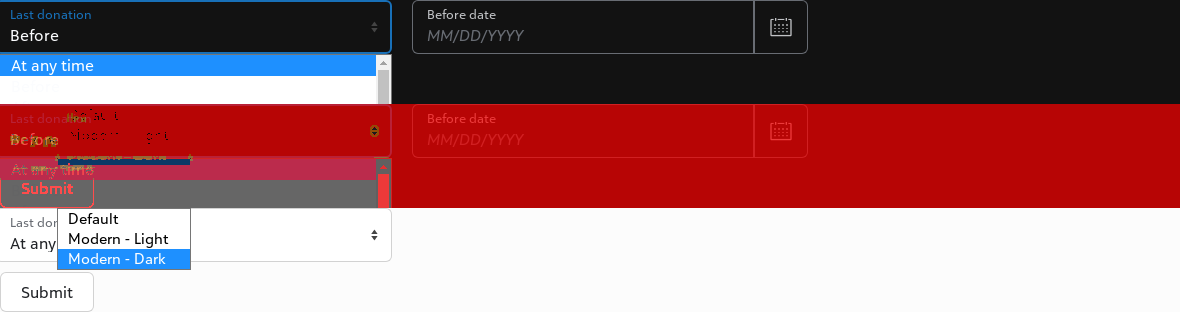 Last donation
Before
Before date
MM/DD/YYYY
At any time
Last donation
Before
Before date
MM/DD/YYYY
At any time
Submit
Last don
At any
Default
Modern - Light
Modern - Dark
Submit